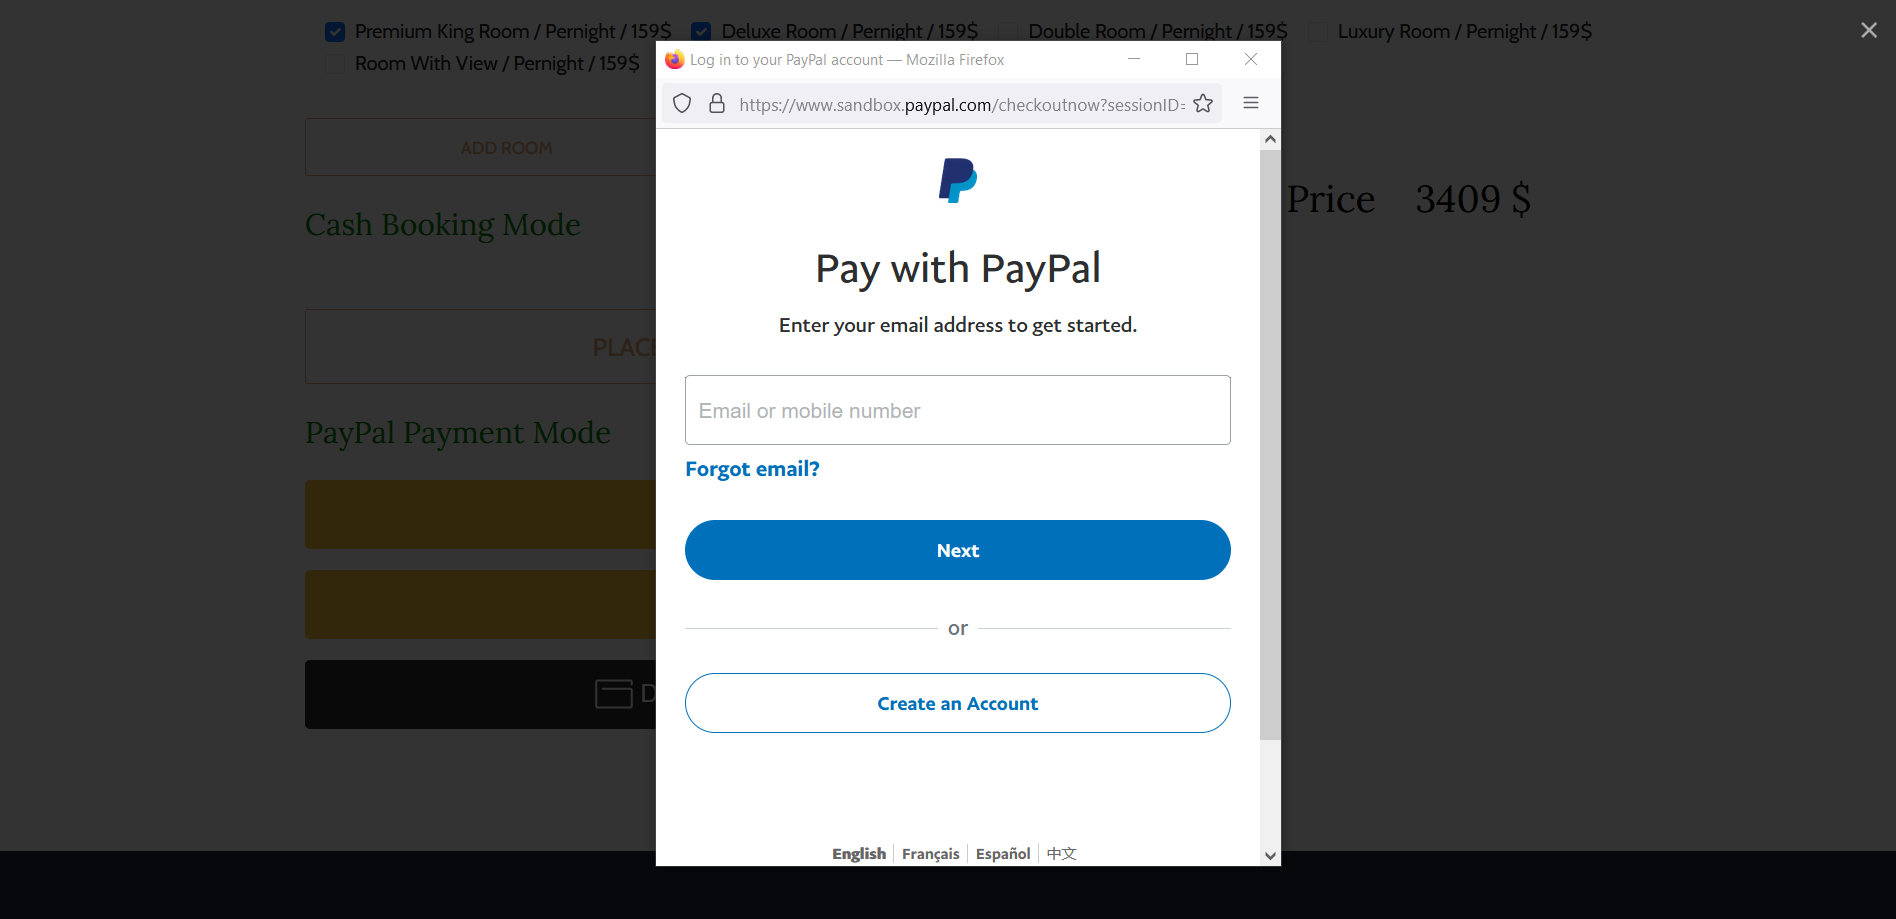 Premium King Room / Pernight / 159$ Deluxe Room / Pernight / 159$ Double Room / Pernight / 159$ Luxury Room / Pernight / 159$
Room With View / Pernight / 159$
Log in to your PayPal account — Mozilla Firefox
https://www.sandbox.paypal.com/checkoutnow?sessionID=
ADD ROOM
Price 3409 $
Cash Booking Mode
Pay with PayPal
Enter your email address to get started.
PLACE
Email or mobile number
PayPal Payment Mode
Forgot email?
Next
or
D
Create an Account
English Français Español 中文